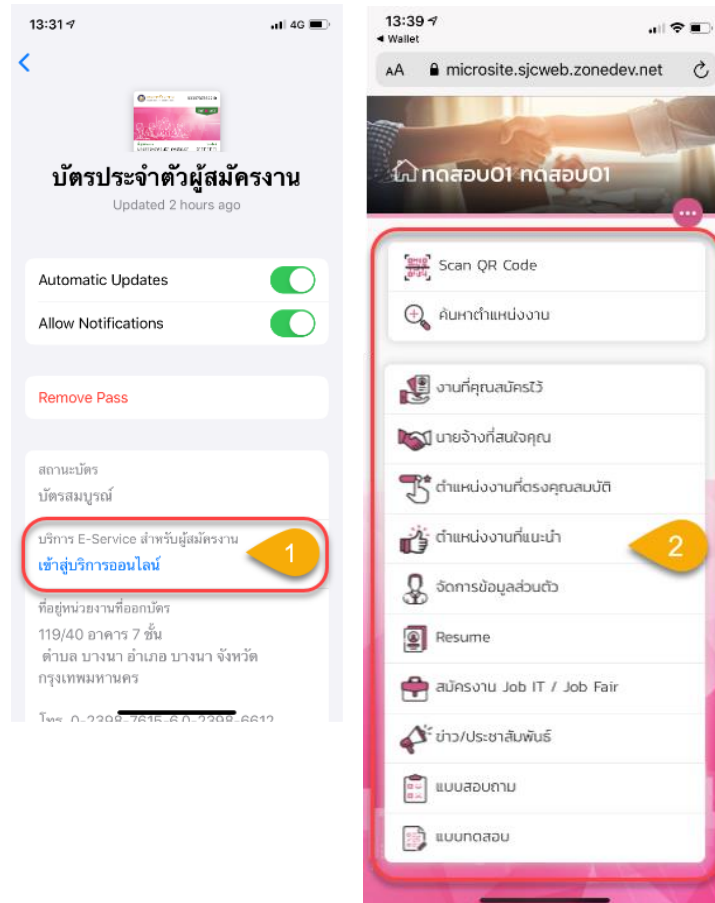 13:31
4G
บัตรประจำตัวผู้สมัครงาน
Updated 2 hours ago
Automatic Updates
Allow Notifications
Remove Pass
สถานะบัตร
บัตรสมบูรณ์
บริการ E-Service สำหรับผู้สมัครงาน
เข้าสู่บริการออนไลน์
1
ที่อยู่หน่วยงานที่ออกบัตร
119/40 อาคาร 7 ชั้น
ตำบล บางนา อำเภอ บางนา จังหวัด
กรุงเทพมหานคร
โทร. 0-2398-7615-6,0-2398-6612
13:39
Wallet
AA microsite.sjcweb.zonedev.net
ทดสอบ01 ทดสอบ01
Scan QR Code
ค้นหาตำแหน่งงาน
งานที่คุณสมัครไว้
นายจ้างที่สนใจคุณ
ตำแหน่งงานที่ตรงคุณสมบัติ
ตำแหน่งงานที่แนะนำ
2
จัดการข้อมูลส่วนตัว
Resume
สมัครงาน Job IT / Job Fair
ข่าว/ประชาสัมพันธ์
แบบสอบถาม
แบบทดสอบ